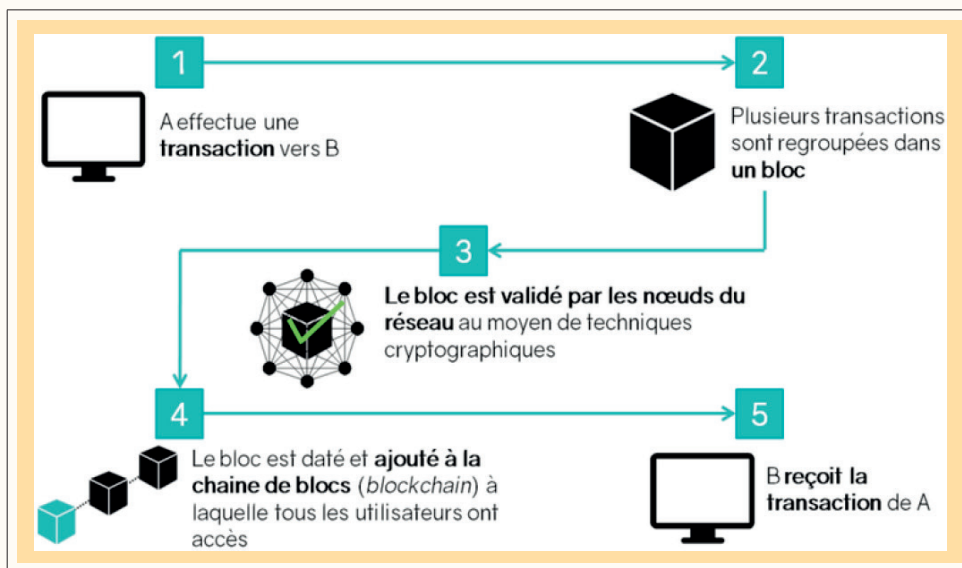 1
A effectue une
transaction vers B
2
Plusieurs transactions
sont regroupées dans
un bloc
3
Le bloc est validé par les nœuds du
réseau au moyen de techniques
cryptographiques
4
Le bloc est daté et ajouté à la
chaine de blocs (blockchain) à
laquelle tous les utilisateurs ont
accès
5
B reçoit la
transaction de A